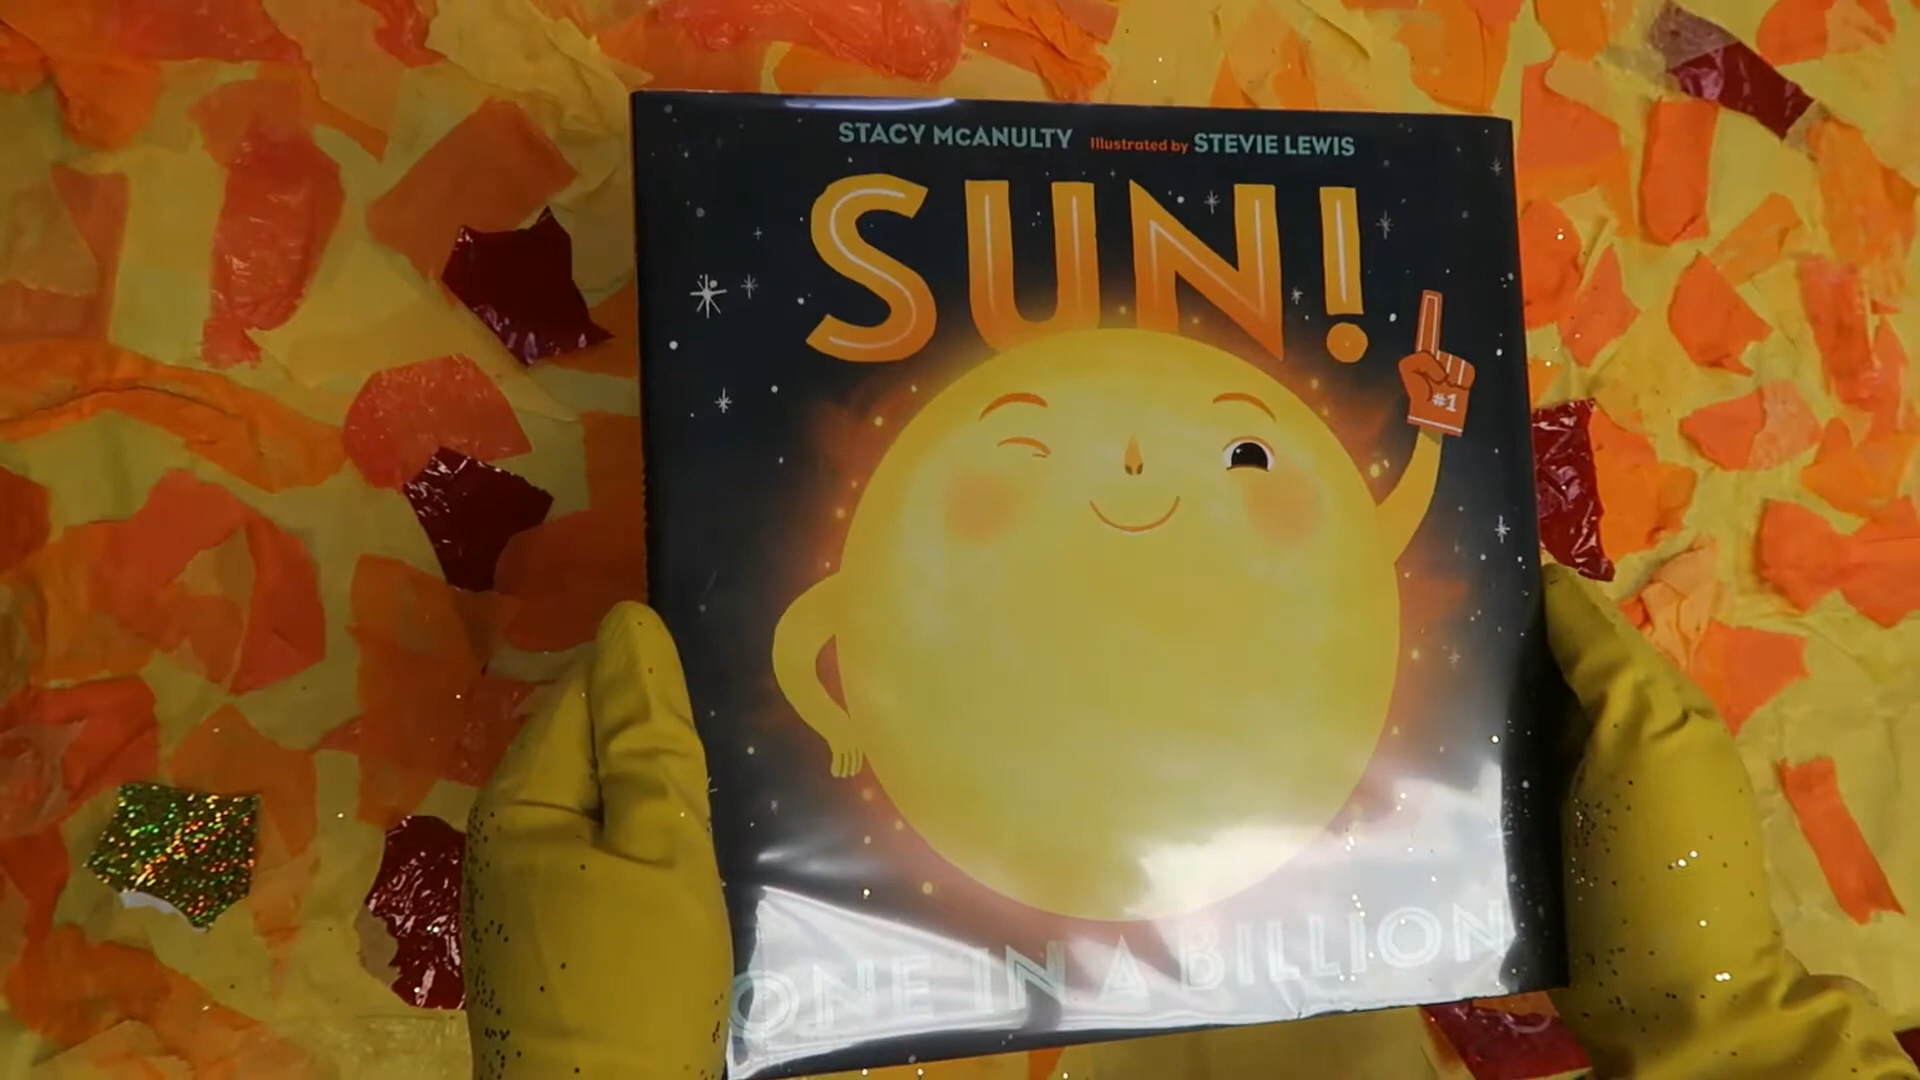 STACY McANULTY Illustrated by STEVIE LEWIS
SUN!
#1
ONE IN A BILLION